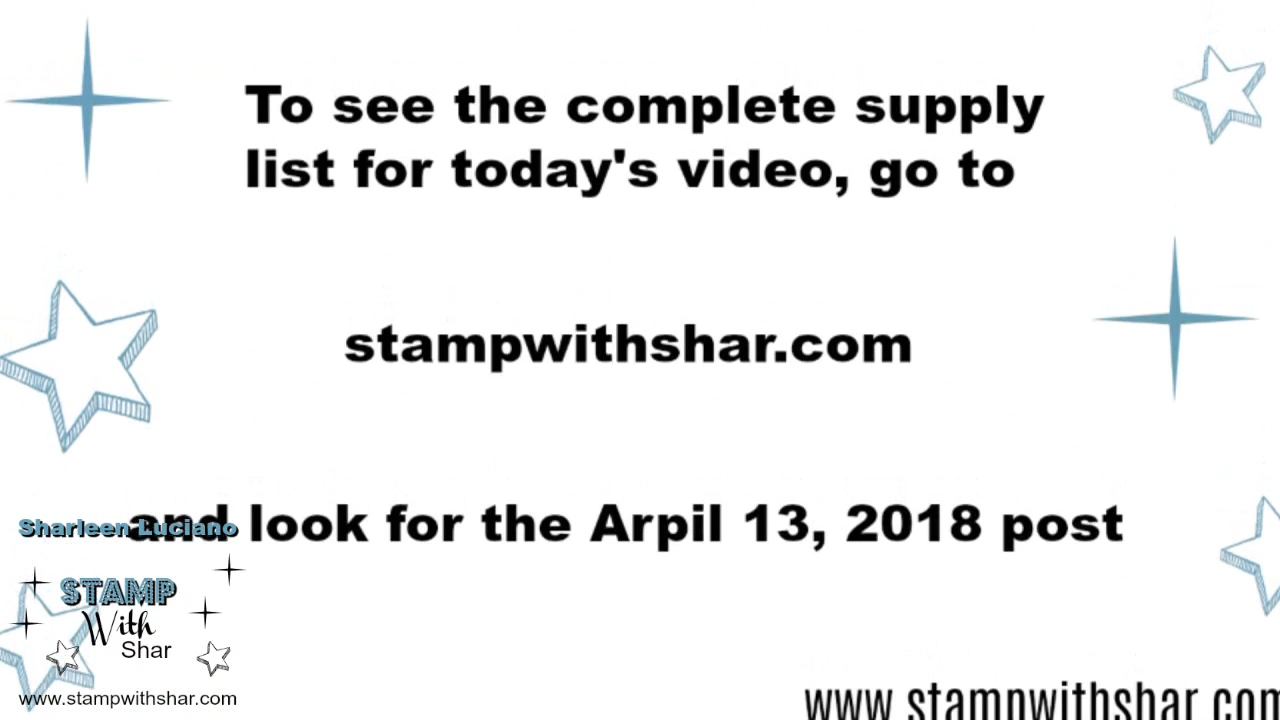 To see the complete supply
list for today's video, go to
stampwithshar.com
and look for the Arpil 13, 2018 post
Sharleen Luciano
STAMP
With
Shar
www.stampwithshar.com
www.stampwithshar.com